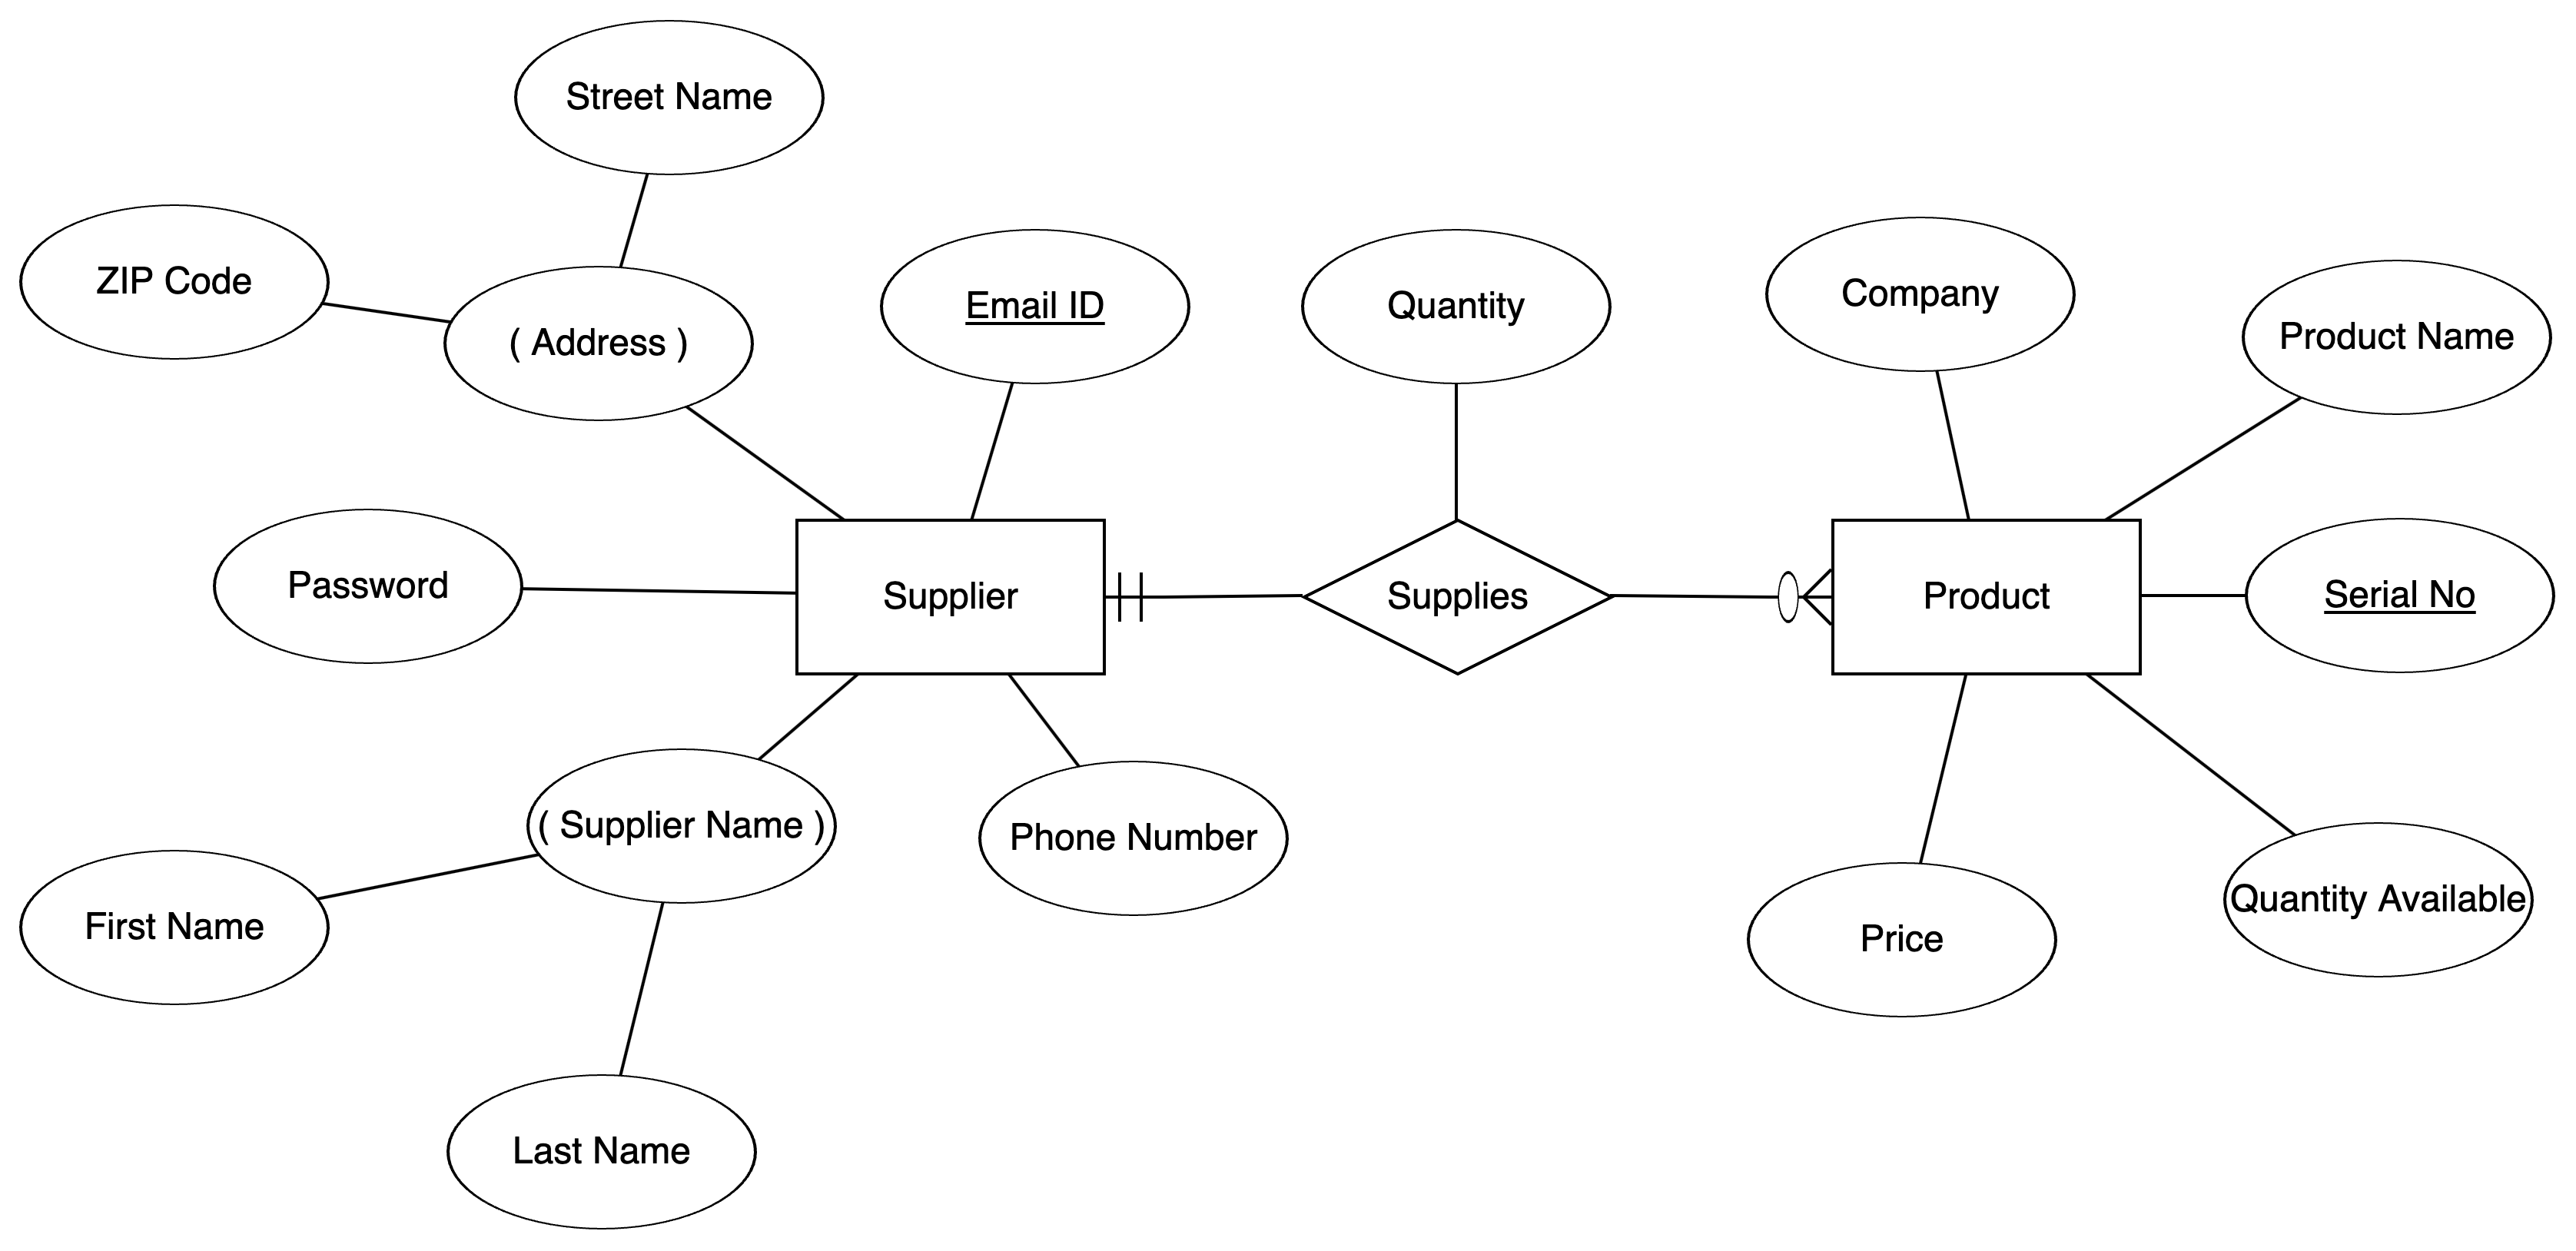 Street Name
ZIP Code
( Address )
Email ID
Quantity
Company
Product Name
Password
Supplier
Supplies
Product
Serial No
( Supplier Name )
Phone Number
First Name
Price
Quantity Available
Last Name